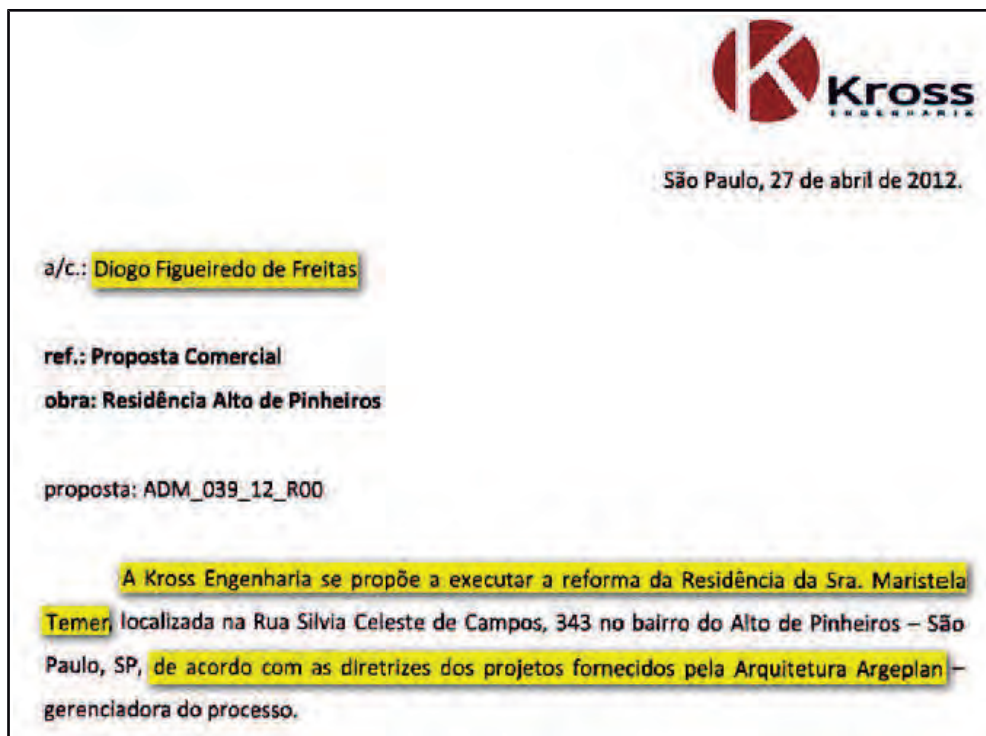 Kross
ENGENHARIA
São Paulo, 27 de abril de 2012.
a/c.: Diogo Figueiredo de Freitas
ref.: Proposta Comercial
obra: Residência Alto de Pinheiros
proposta: ADM_039_12_R00
A Kross Engenharia se propõe a executar a reforma da Residência da Sra. Maristela
Temer, localizada na Rua Silvia Celeste de Campos, 343 no bairro do Alto de Pinheiros – São
Paulo, SP, de acordo com as diretrizes dos projetos fornecidos pela Arquitetura Argeplan –
gerenciadora do processo.